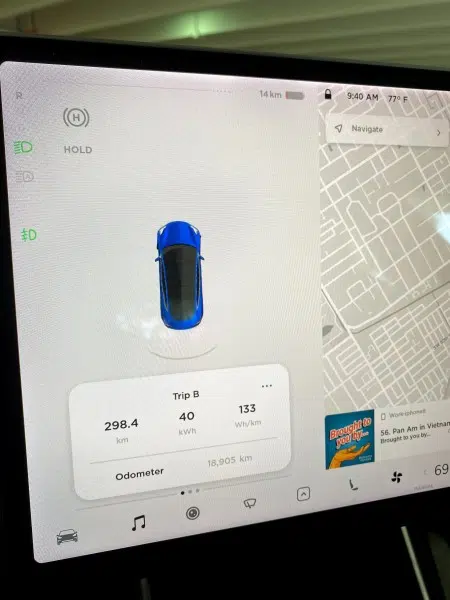 R
14 km
9:40 AM 77° F
H
HOLD
Navigate
Trip B
298.4 40 133
km kWh Wh/km
Odometer 18,905 km
Brought to
you by...
56. Pan Am in Vietnam
Brought to you by...
69